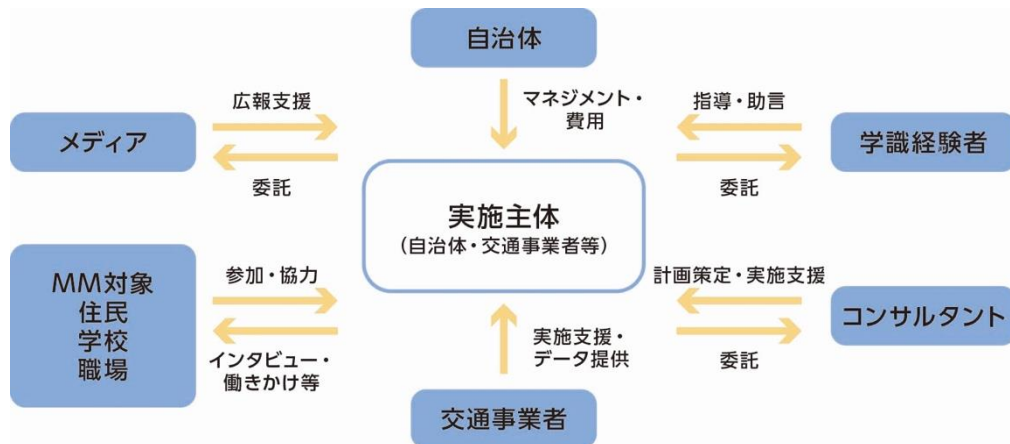 自治体
広報支援
マネジメント・
費用
指導・助言
メディア
学識経験者
委託
委託
実施主体
（自治体・交通事業者等）
MM対象
住民
学校
職場
参加・協力
計画策定・実施支援
コンサルタント
インタビュー・
働きかけ等
実施支援・
データ提供
委託
交通事業者